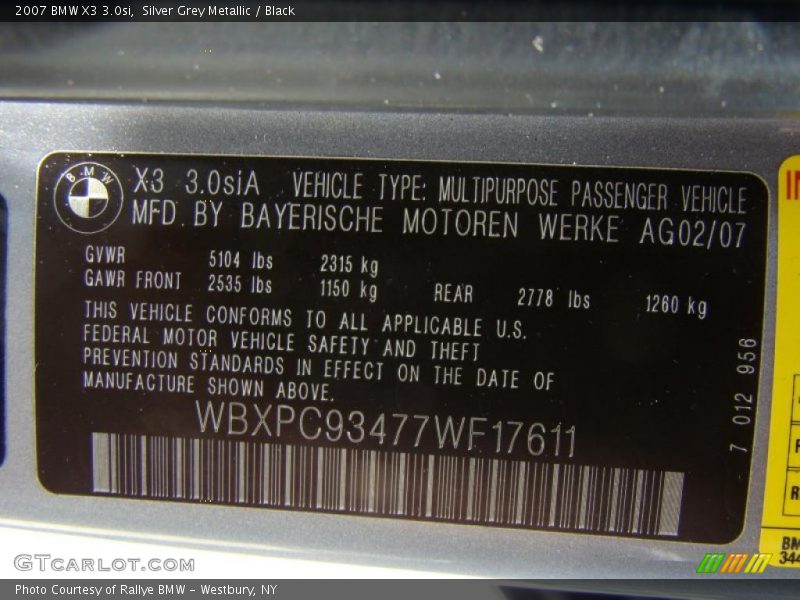 2007 BMW X3 3.0si, Silver Grey Metallic / Black
BMW
X3 3.0siA VEHICLE TYPE: MULTIPURPOSE PASSENGER VEHICLE
MFD BY BAYERISCHE MOTOREN WERKE AG02/07
GVWR 5104 lbs 2315 kg
GAWR FRONT 2535 lbs 1150 kg REAR 2778 lbs 1260 kg
THIS VEHICLE CONFORMS TO ALL APPLICABLE U.S.
FEDERAL MOTOR VEHICLE SAFETY AND THEFT
PREVENTION STANDARDS IN EFFECT ON THE DATE OF
MANUFACTURE SHOWN ABOVE.
WBXPC93477WF17611
7 012 956
GTCARLOT.COM
Photo Courtesy of Rallye BMW - Westbury, NY